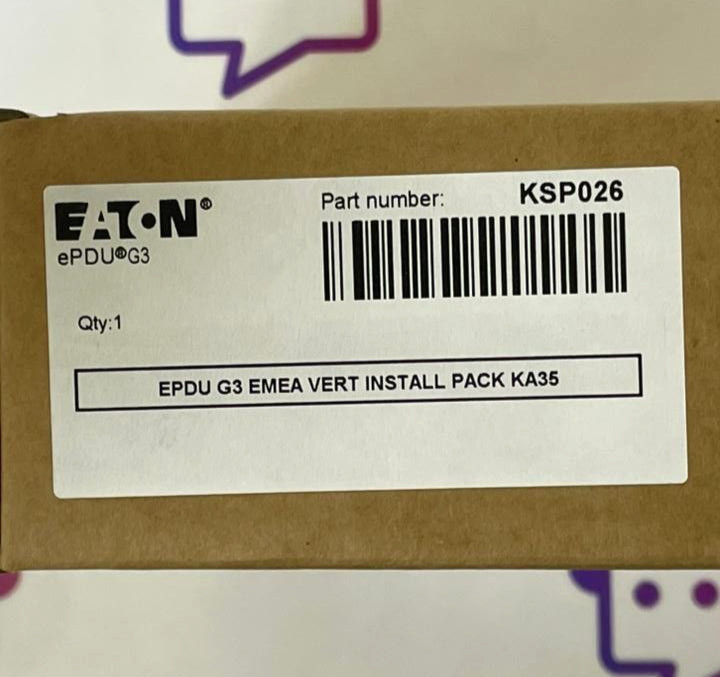 EATON®
ePDU®G3
Part number: KSP026
Qty:1
EPDU G3 EMEA VERT INSTALL PACK KA35